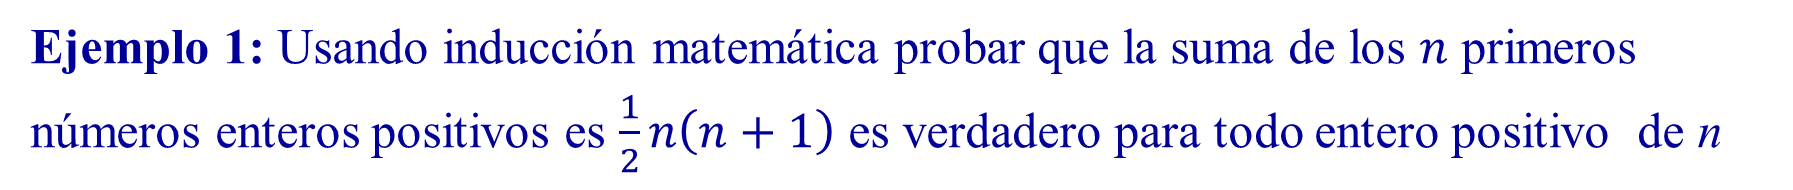 Ejemplo 1: Usando inducción matemática probar que la suma de los n primeros
números enteros positivos es \frac{1}{2}n(n + 1) es verdadero para todo entero positivo de n